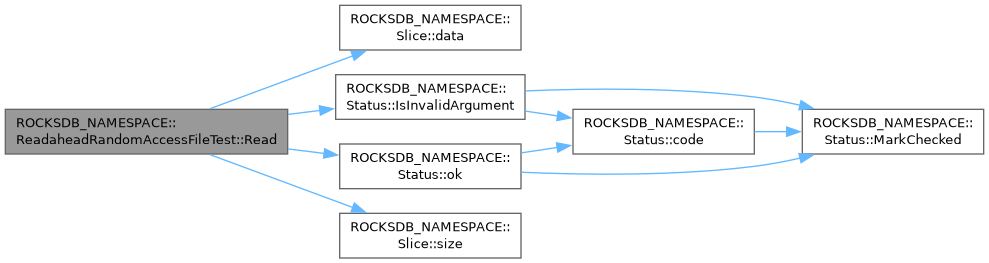 ROCKSDB_NAMESPACE::
ReadaheadRandomAccessFileTest::Read
ROCKSDB_NAMESPACE::
Slice::data
ROCKSDB_NAMESPACE::
Status::IsInvalidArgument
ROCKSDB_NAMESPACE::
Status::ok
ROCKSDB_NAMESPACE::
Slice::size
ROCKSDB_NAMESPACE::
Status::code
ROCKSDB_NAMESPACE::
Status::MarkChecked